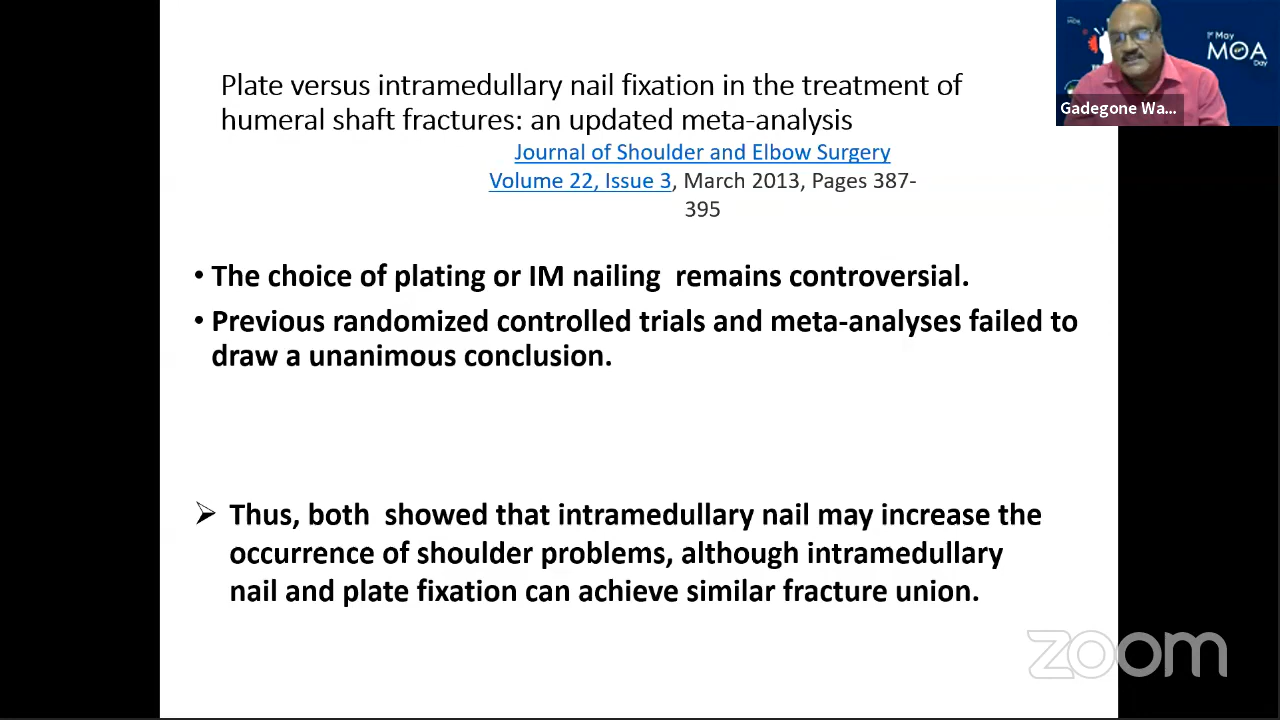 Plate versus intramedullary nail fixation in the treatment of
humeral shaft fractures: an updated meta-analysis
Journal of Shoulder and Elbow Surgery
Volume 22, Issue 3, March 2013, Pages 387-
395
• The choice of plating or IM nailing  remains controversial.
• Previous randomized controlled trials and meta-analyses failed to
draw a unanimous conclusion.
➢ Thus, both  showed that intramedullary nail may increase the
occurrence of shoulder problems, although intramedullary
nail and plate fixation can achieve similar fracture union.
1st May
MOA
Day
Gadegone Wa...
zoom